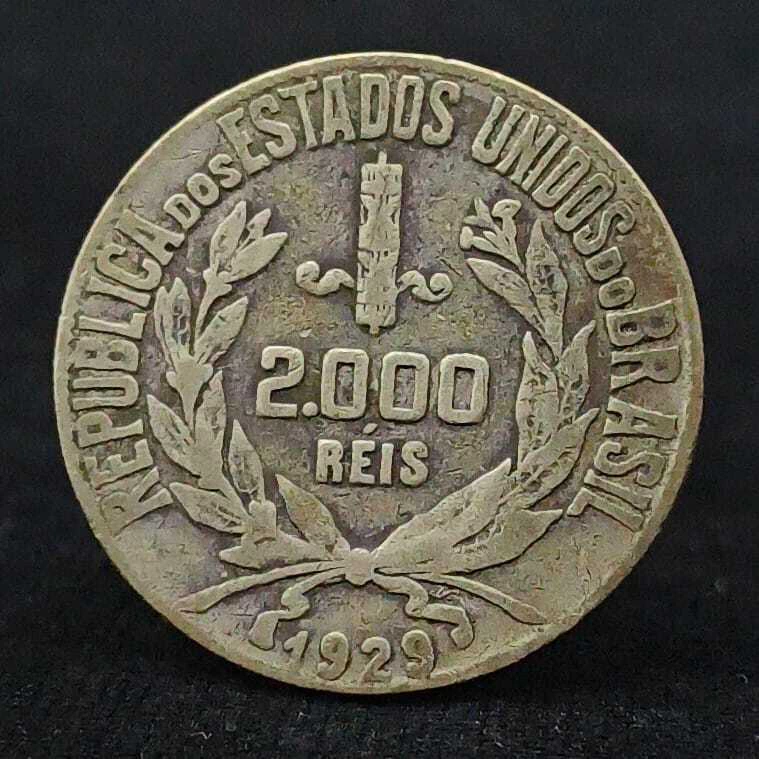 REPUBLICA DOS ESTADOS UNIDOS DO BRASIL
2.000
RÉIS
1929